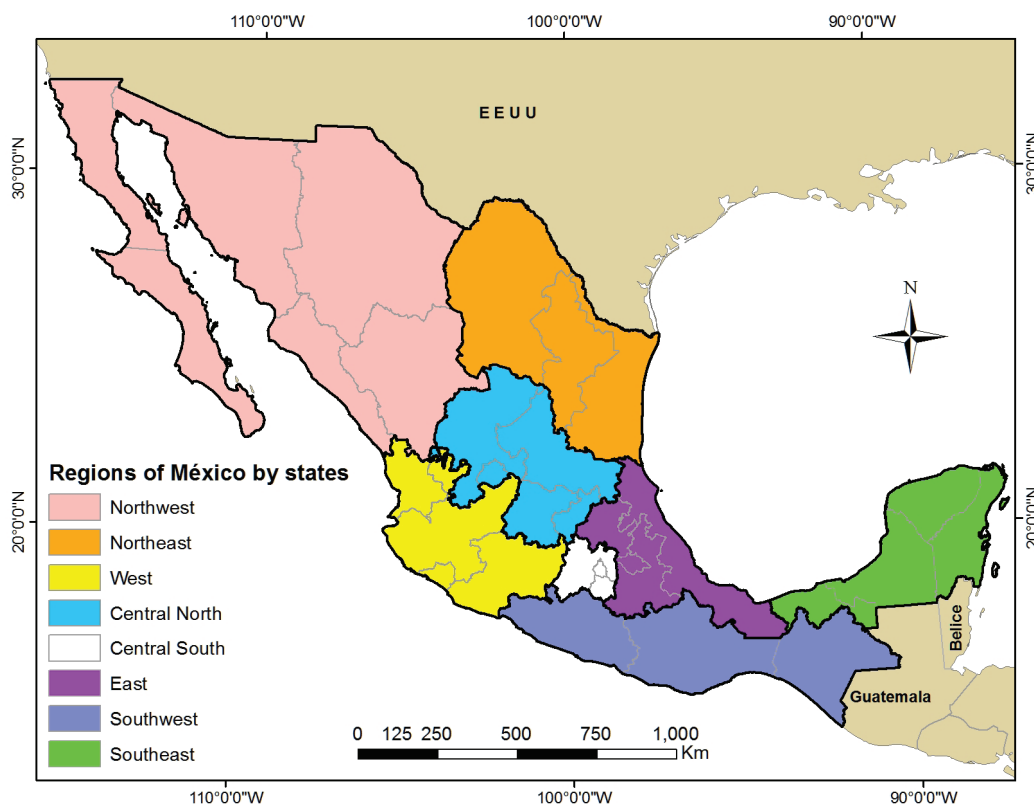 110°0'0"W 100°0'0"W 90°0'0"W
EEUU
30°0'0"N 30°0'0"N
N
Regions of México by states
Northwest
Northeast
West
Central North
Central South
East
Southwest
Southeast
20°0'0"N 20°0'0"N
Belice
Guatemala
0 125 250 500 750 1,000
Km
110°0'0"W 100°0'0"W 90°0'0"W